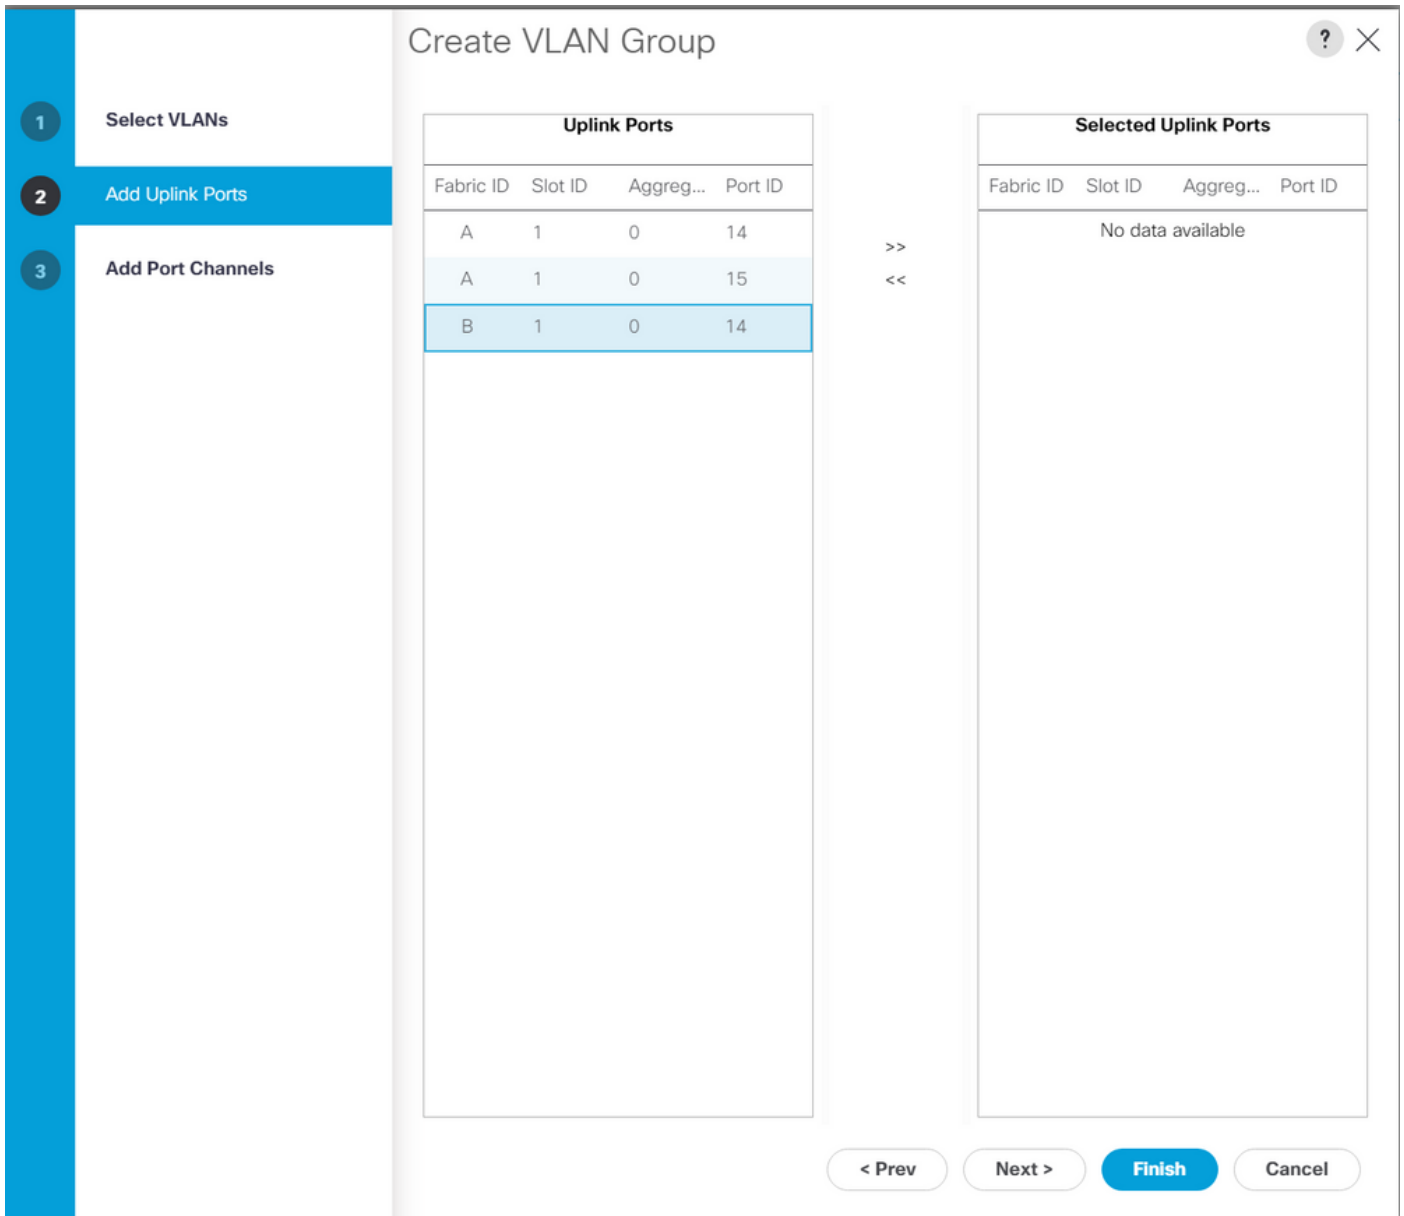 Create VLAN Group
?
1 Select VLANs
2 Add Uplink Ports
3 Add Port Channels
Uplink Ports
Fabric ID Slot ID Aggreg... Port ID
A 1 0 14
A 1 0 15
B 1 0 14
>>
<<
Selected Uplink Ports
Fabric ID Slot ID Aggreg... Port ID
No data available
< Prev Next > Finish Cancel